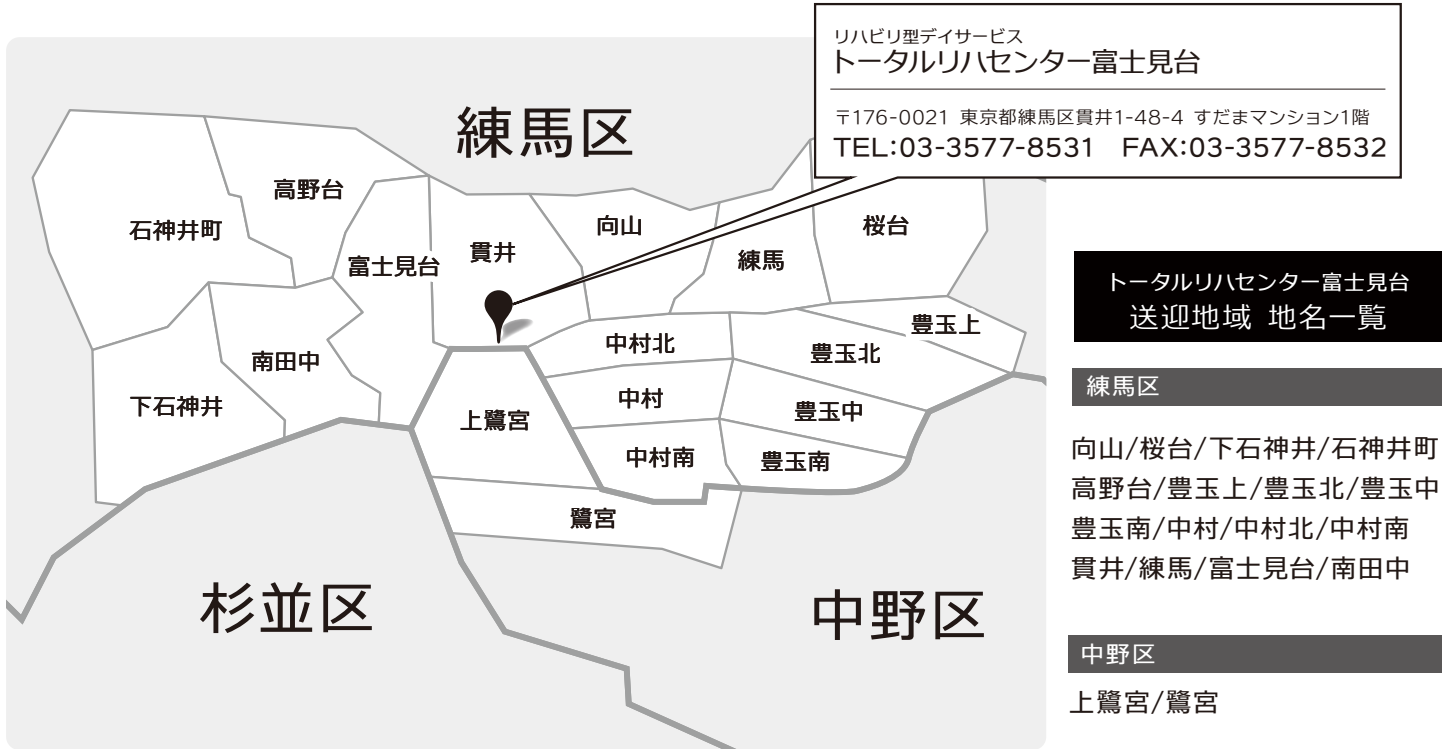 リハビリ型デイサービス
トータルリハセンター富士見台
〒176-0021 東京都練馬区貫井1-48-4 すだまマンション1階
TEL:03-3577-8531 FAX:03-3577-8532
練馬区
高野台
石神井町
富士見台
貫井
向山
練馬
桜台
豊玉上
中村北
豊玉北
南田中
下石神井
上鷺宮
中村
豊玉中
中村南
豊玉南
鷺宮
杉並区
中野区
トータルリハセンター富士見台
送迎地域 地名一覧
練馬区
向山/桜台/下石神井/石神井町
高野台/豊玉上/豊玉北/豊玉中
豊玉南/中村/中村北/中村南
貫井/練馬/富士見台/南田中
中野区
上鷺宮/鷺宮